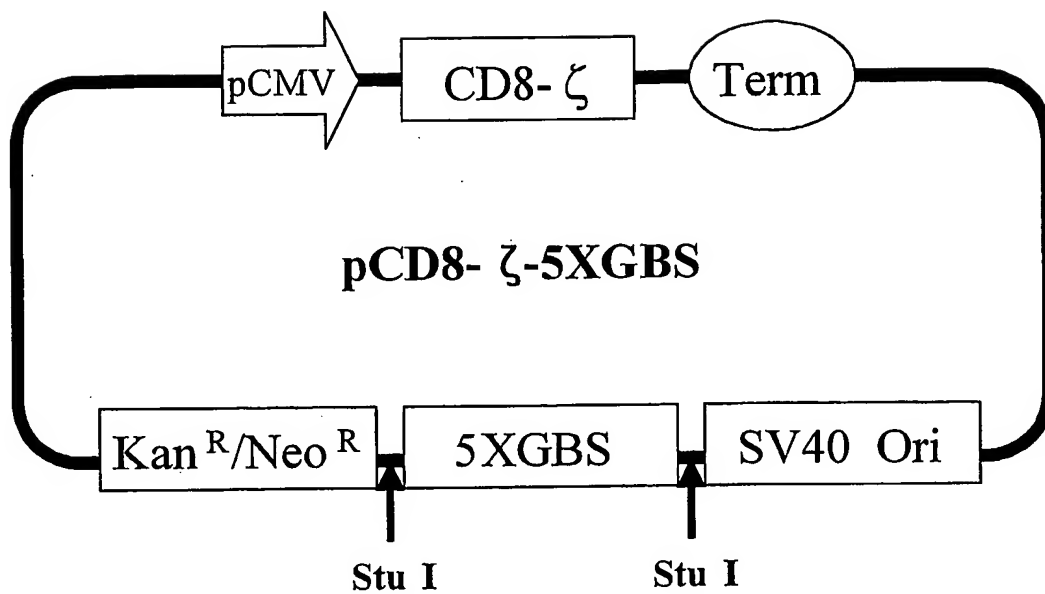 pCMV
CD8- ζ
Term
pCD8- ζ-5XGBS
Kan R/Neo R
5XGBS
SV40 Ori
Stu I
Stu I